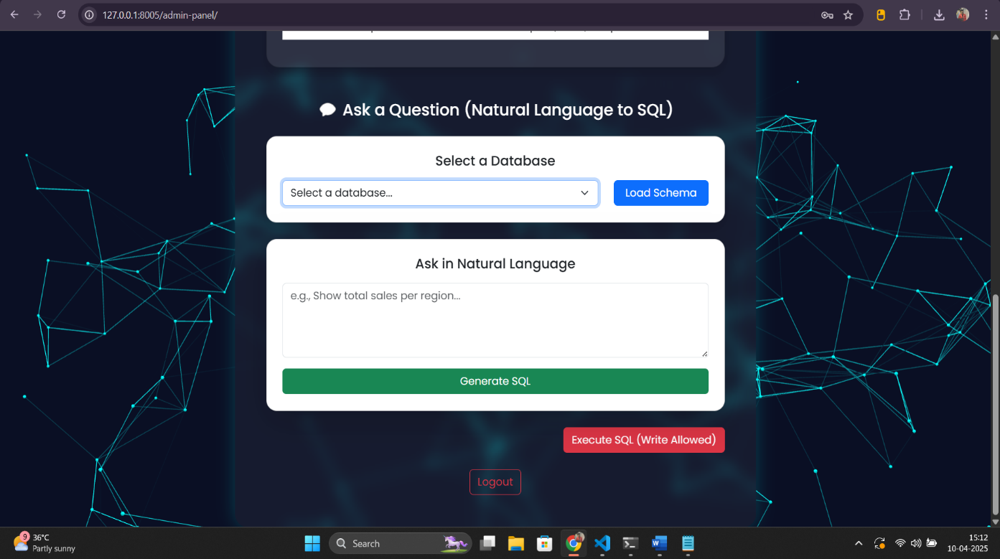 127.0.0.1:8005/admin-panel/
Ask a Question (Natural Language to SQL)
Select a Database
Select a database...
Load Schema
Ask in Natural Language
e.g., Show total sales per region...
Generate SQL
Execute SQL (Write Allowed)
Logout
9
36°C
Partly sunny
Search
15:12
10-04-2025